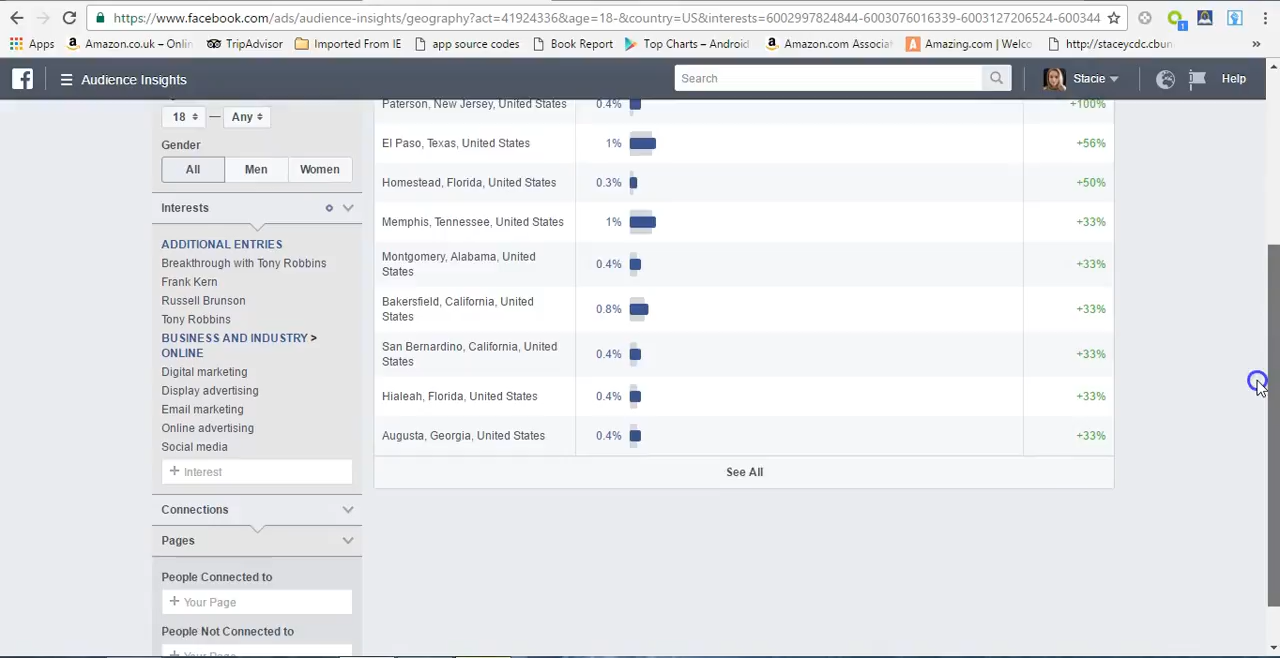 https://www.facebook.com/ads/audience-insights/geography?act=41924336&age=18-&country=US&interests=6002997824844-6003076016339-6003127206524-600344
Apps Amazon.co.uk – Onlin TripAdvisor Imported From IE app source codes Book Report Top Charts – Android Amazon.com Associat Amazing.com | Welco http://staceycdc.cbun »
Audience Insights Search Stacie Help
Paterson, New Jersey, United States 0.4% +100%
18 — Any
El Paso, Texas, United States 1% +56%
Gender
All Men Women
Homestead, Florida, United States 0.3% +50%
Interests
Memphis, Tennessee, United States 1% +33%
ADDITIONAL ENTRIES
Breakthrough with Tony Robbins
Frank Kern
Russell Brunson
Tony Robbins
BUSINESS AND INDUSTRY >
ONLINE
Digital marketing
Display advertising
Email marketing
Online advertising
Social media
+ Interest
Montgomery, Alabama, United
States 0.4% +33%
Bakersfield, California, United
States 0.8% +33%
San Bernardino, California, United
States 0.4% +33%
Hialeah, Florida, United States 0.4% +33%
Augusta, Georgia, United States 0.4% +33%
See All
Connections
Pages
People Connected to
+ Your Page
People Not Connected to
+ Your Page